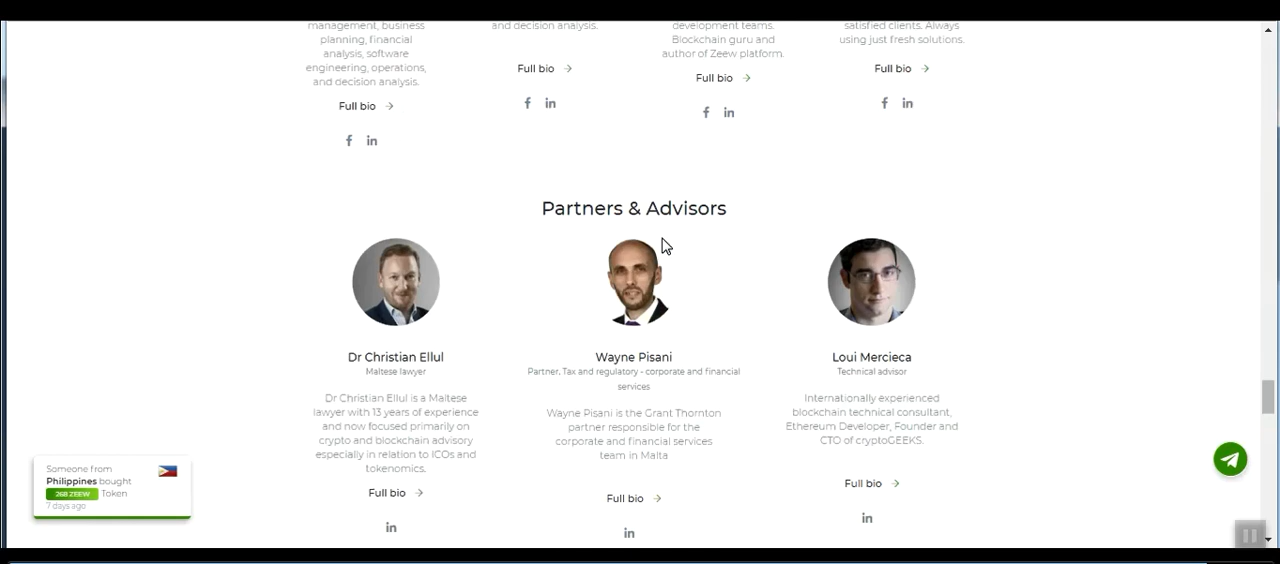 management, business
planning, financial
analysis, software
engineering, operations,
and decision analysis.
Full bio
and decision analysis.
Full bio
development teams.
Blockchain guru and
author of Zeew platform.
Full bio
satisfied clients. Always
using just fresh solutions.
Full bio
Partners & Advisors
Dr Christian Ellul
Maltese lawyer
Dr Christian Ellul is a Maltese
lawyer with 13 years of experience
and now focused primarily on
crypto and blockchain advisory
especially in relation to ICOs and
tokenomics.
Full bio
Wayne Pisani
Partner, Tax and regulatory - corporate and financial
services
Wayne Pisani is the Grant Thornton
partner responsible for the
corporate and financial services
team in Malta
Full bio
Loui Mercieca
Technical advisor
Internationally experienced
blockchain technical consultant,
Ethereum Developer, Founder and
CTO of cryptoGEEKS.
Full bio
Someone from
Philippines bought
268 ZEEW Token
7 days ago